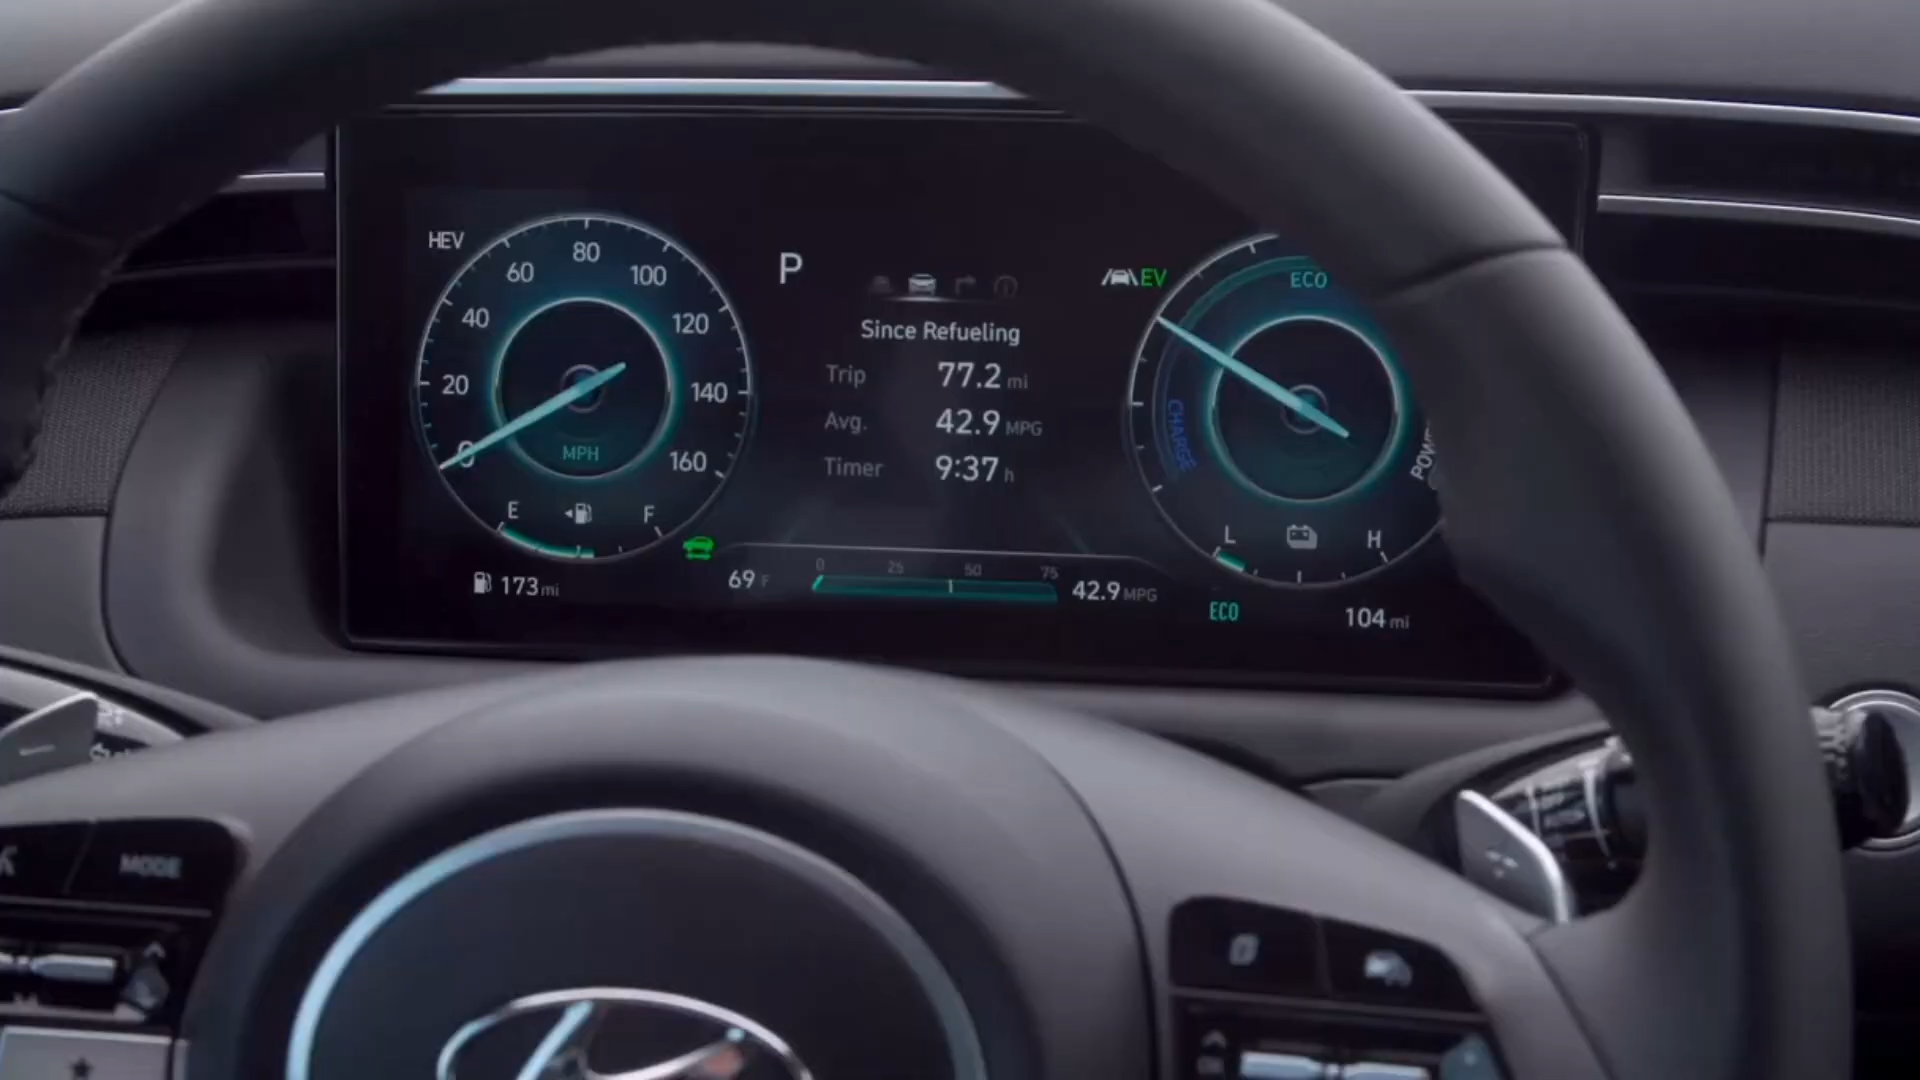 HEV
0
20
40
60
80
100
120
140
160
MPH
E
F
173 mi
P
Since Refueling
Trip 77.2 mi
Avg. 42.9 MPG
Timer 9:37 h
69 F
0 25 50 75
42.9 MPG
EV
ECO
CHARGE
L
H
ECO
104 mi
MODE